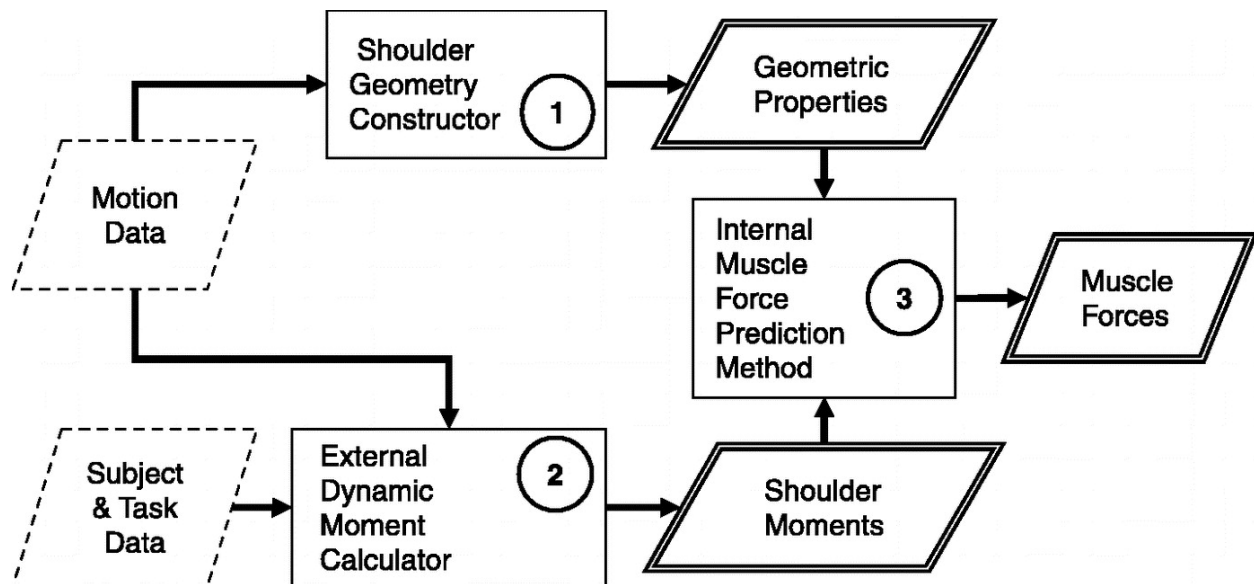 Shoulder
Geometry
Constructor
1
Geometric
Properties
Motion
Data
Internal
Muscle
Force
Prediction
Method
3
Muscle
Forces
Subject
& Task
Data
External
Dynamic
Moment
Calculator
2
Shoulder
Moments